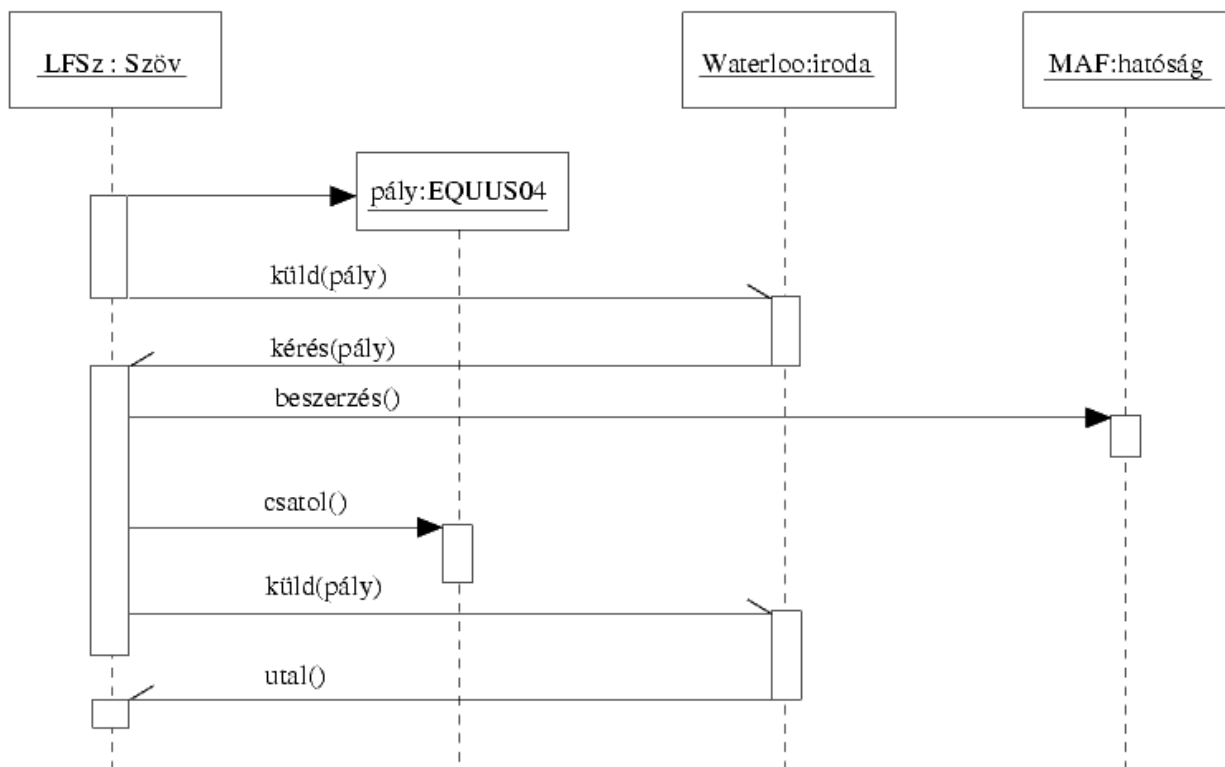 LFSz : Szöv
Waterloo:iroda
MAF:hatóság
pály:EQUUS04
küld(pály)
kérés(pály)
beszerzés()
csatol()
küld(pály)
utal()